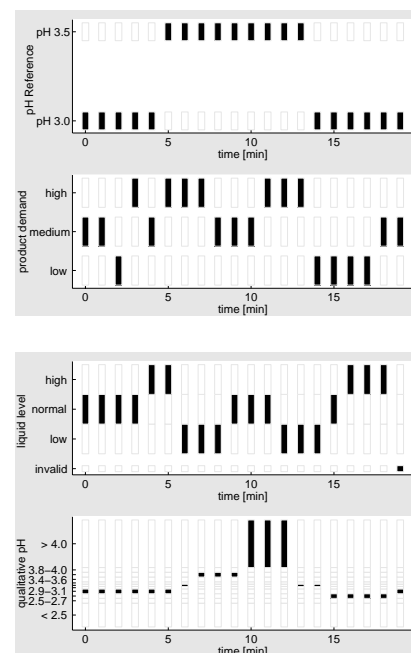 pH 3.5
pH 3.0
pH Reference
0 5 10 15
time [min]
high
medium
low
product demand
0 5 10 15
time [min]
high
normal
low
invalid
liquid level
0 5 10 15
time [min]
> 4.0
3.8–4.0
3.4–3.6
2.9–3.1
2.5–2.7
< 2.5
qualitative pH
0 5 10 15
time [min]